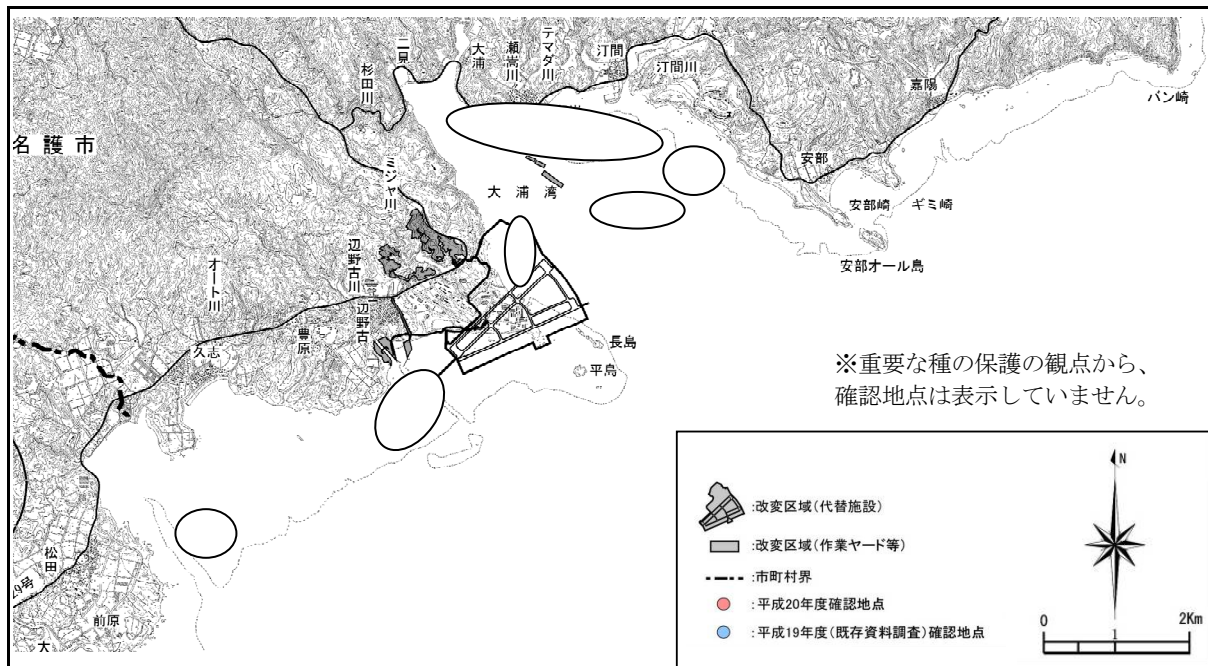 名護市
杉田川
二見
大浦
瀬嵩川
テマダ川
汀間
汀間川
嘉陽
バン崎
安部
安部崎
ギミ崎
安部オール島
大浦湾
ミジャ川
辺野古川
オート川
辺野古
豊原
久志
長島
平島
松田
29号
前原
大
※重要な種の保護の観点から、
確認地点は表示していません。
:改変区域(代替施設)
:改変区域(作業ヤード等)
:市町村界
:平成20年度確認地点
:平成19年度(既存資料調査)確認地点
N
0 1 2Km